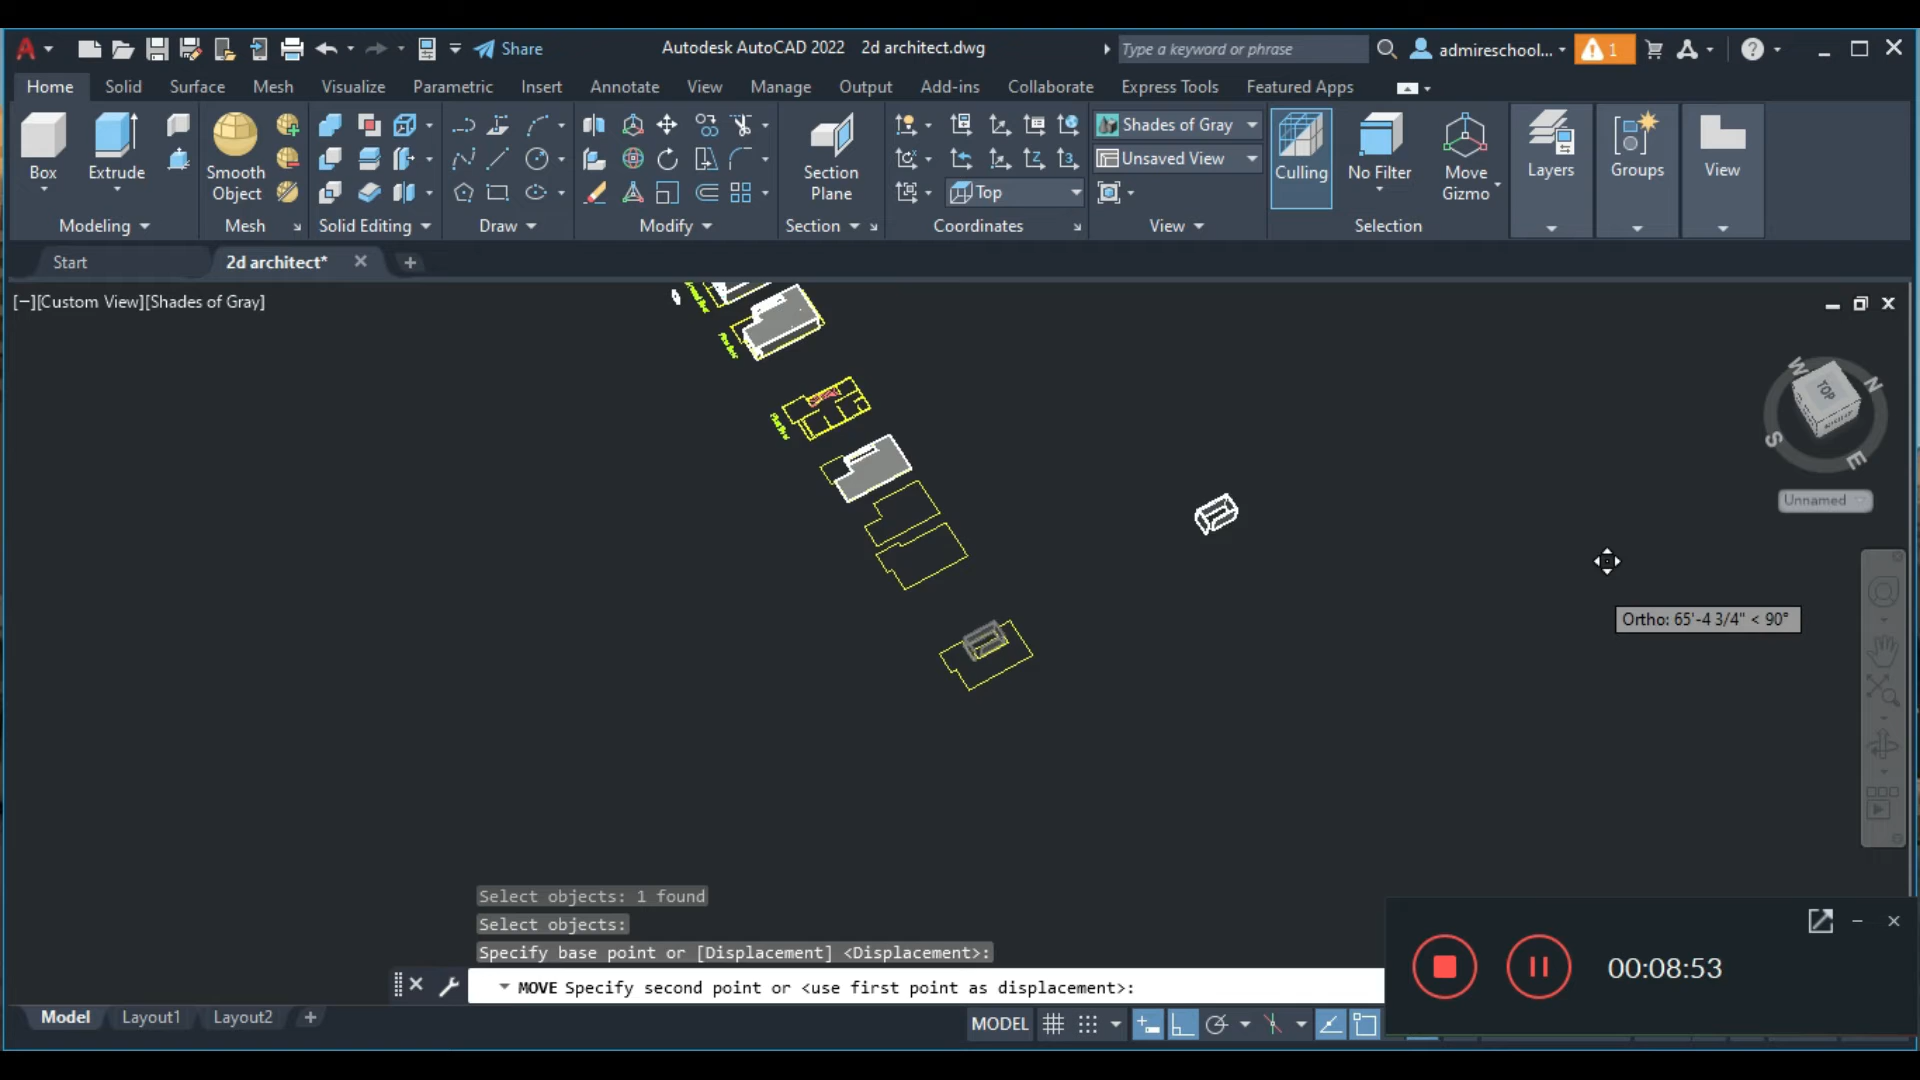 Share
Autodesk AutoCAD 2022 2d architect.dwg
Type a keyword or phrase
admireschool...
1
Home Solid Surface Mesh Visualize Parametric Insert Annotate View Manage Output Add-ins Collaborate Express Tools Featured Apps
Box
Extrude
Smooth
Object
Section
Plane
Shades of Gray
Unsaved View
Top
Culling
No Filter
Move
Gizmo
Layers
Groups
View
Modeling Mesh Solid Editing Draw Modify Section Coordinates View Selection
Start 2d architect* +
[−][Custom View][Shades of Gray]
W N
TOP
S E
Unnamed
Ortho: 65'-4 3/4" < 90°
Select objects: 1 found
Select objects:
Specify base point or [Displacement] <Displacement>:
MOVE Specify second point or <use first point as displacement>:
00:08:53
Model Layout1 Layout2 +
MODEL